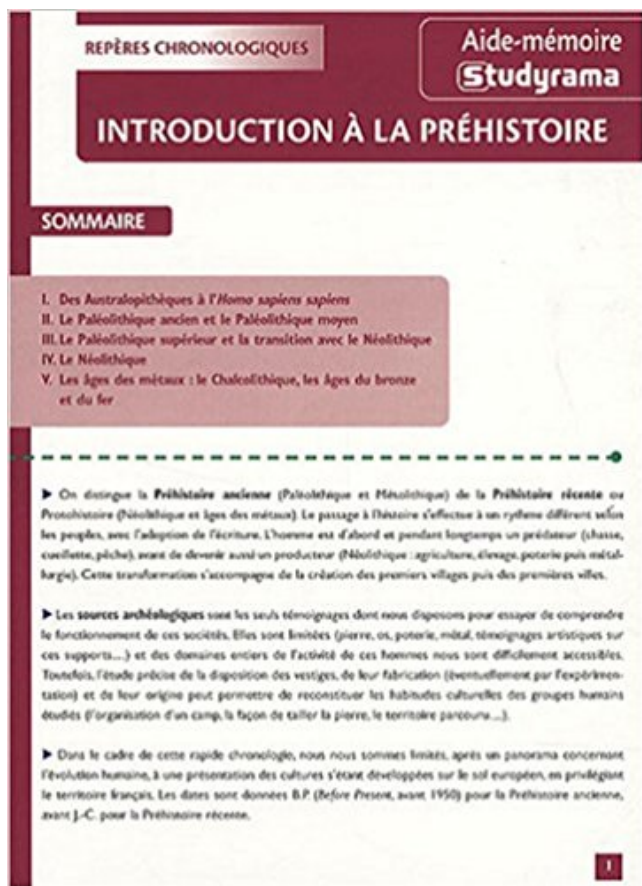 REPÈRES CHRONOLOGIQUES
Aide-mémoire
Studyrama
INTRODUCTION À LA PRÉHISTOIRE
SOMMAIRE
I. Des Australopithèques à l'Homo sapiens sapiens
II. Le Paléolithique ancien et le Paléolithique moyen
III. Le Paléolithique supérieur et la transition avec le Néolithique
IV. Le Néolithique
V. Les âges des métaux : le Chalcolithique, les âges du bronze
et du fer
► On distingue la Préhistoire ancienne (Paléolithique et Mésolithique) de la Préhistoire récente ou
Protohistoire (Néolithique et âges des métaux). Le passage à l'histoire s'effectue à un rythme différent selon
les peuples, avec l'adoption de l'écriture. L'homme est d'abord et pendant longtemps un prédateur (chasse,
cueillette, pêche), avant de devenir aussi un producteur (Néolithique : agriculture, élevage, poterie puis métal-
lurgie). Cette transformation s'accompagne de la création des premiers villages puis des premières villes.
► Les sources archéologiques sont les seuls témoignages dont nous disposons pour essayer de comprendre
le fonctionnement de ces sociétés. Elles sont limitées (pierre, os, poterie, métal, témoignages artistiques sur
ces supports…) et des domaines entiers de l'activité de ces hommes nous sont difficilement accessibles.
Toutefois, l'étude précise de la disposition des vestiges, de leur fabrication (éventuellement par l'expérimen-
tation) et de leur origine peut permettre de reconstituer les habitudes culturelles des groupes humains
étudiés (l'organisation d'un camp, la façon de tailler la pierre, le territoire parcouru…).
► Dans le cadre de cette rapide chronologie, nous nous sommes limités, après un panorama concernant
l'évolution humaine, à une présentation des cultures s'étant développées sur le sol européen, en privilégiant
le territoire français. Les dates sont données B.P. (Before Present, avant 1950) pour la Préhistoire ancienne,
avant J.-C. pour la Préhistoire récente.
1